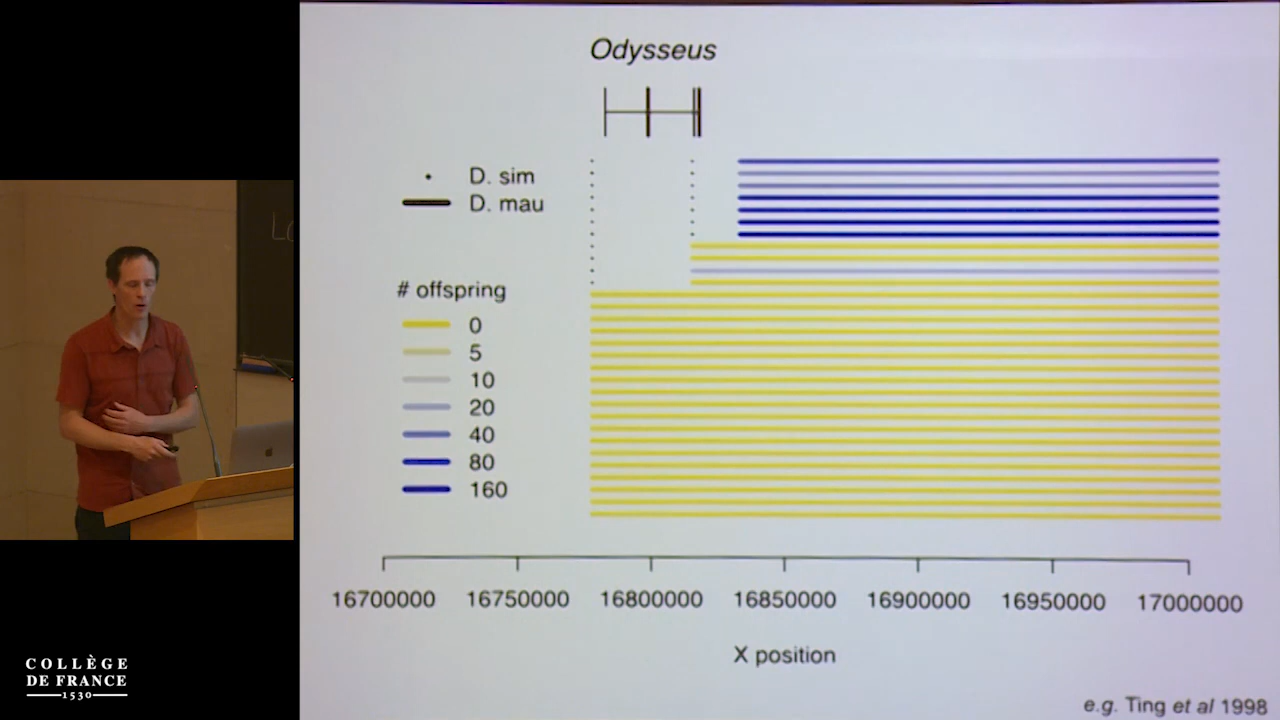 Odysseus
D. sim
D. mau
# offspring
0
5
10
20
40
80
160
16700000 16750000 16800000 16850000 16900000 16950000 17000000
X position
e.g. Ting et al 1998
COLLÈGE
DE FRANCE
1530